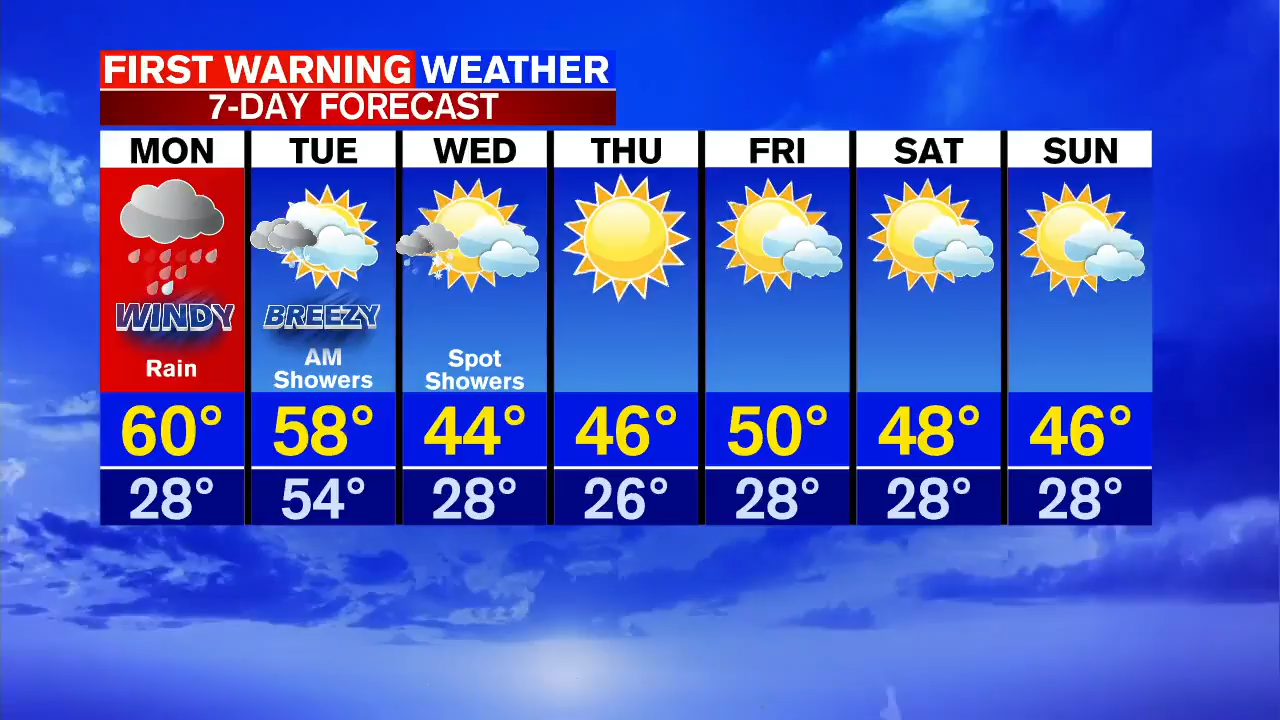 FIRST WARNING WEATHER
7-DAY FORECAST
MON TUE WED THU FRI SAT SUN
WINDY BREEZY
Rain AM Showers Spot Showers
60° 58° 44° 46° 50° 48° 46°
28° 54° 28° 26° 28° 28° 28°